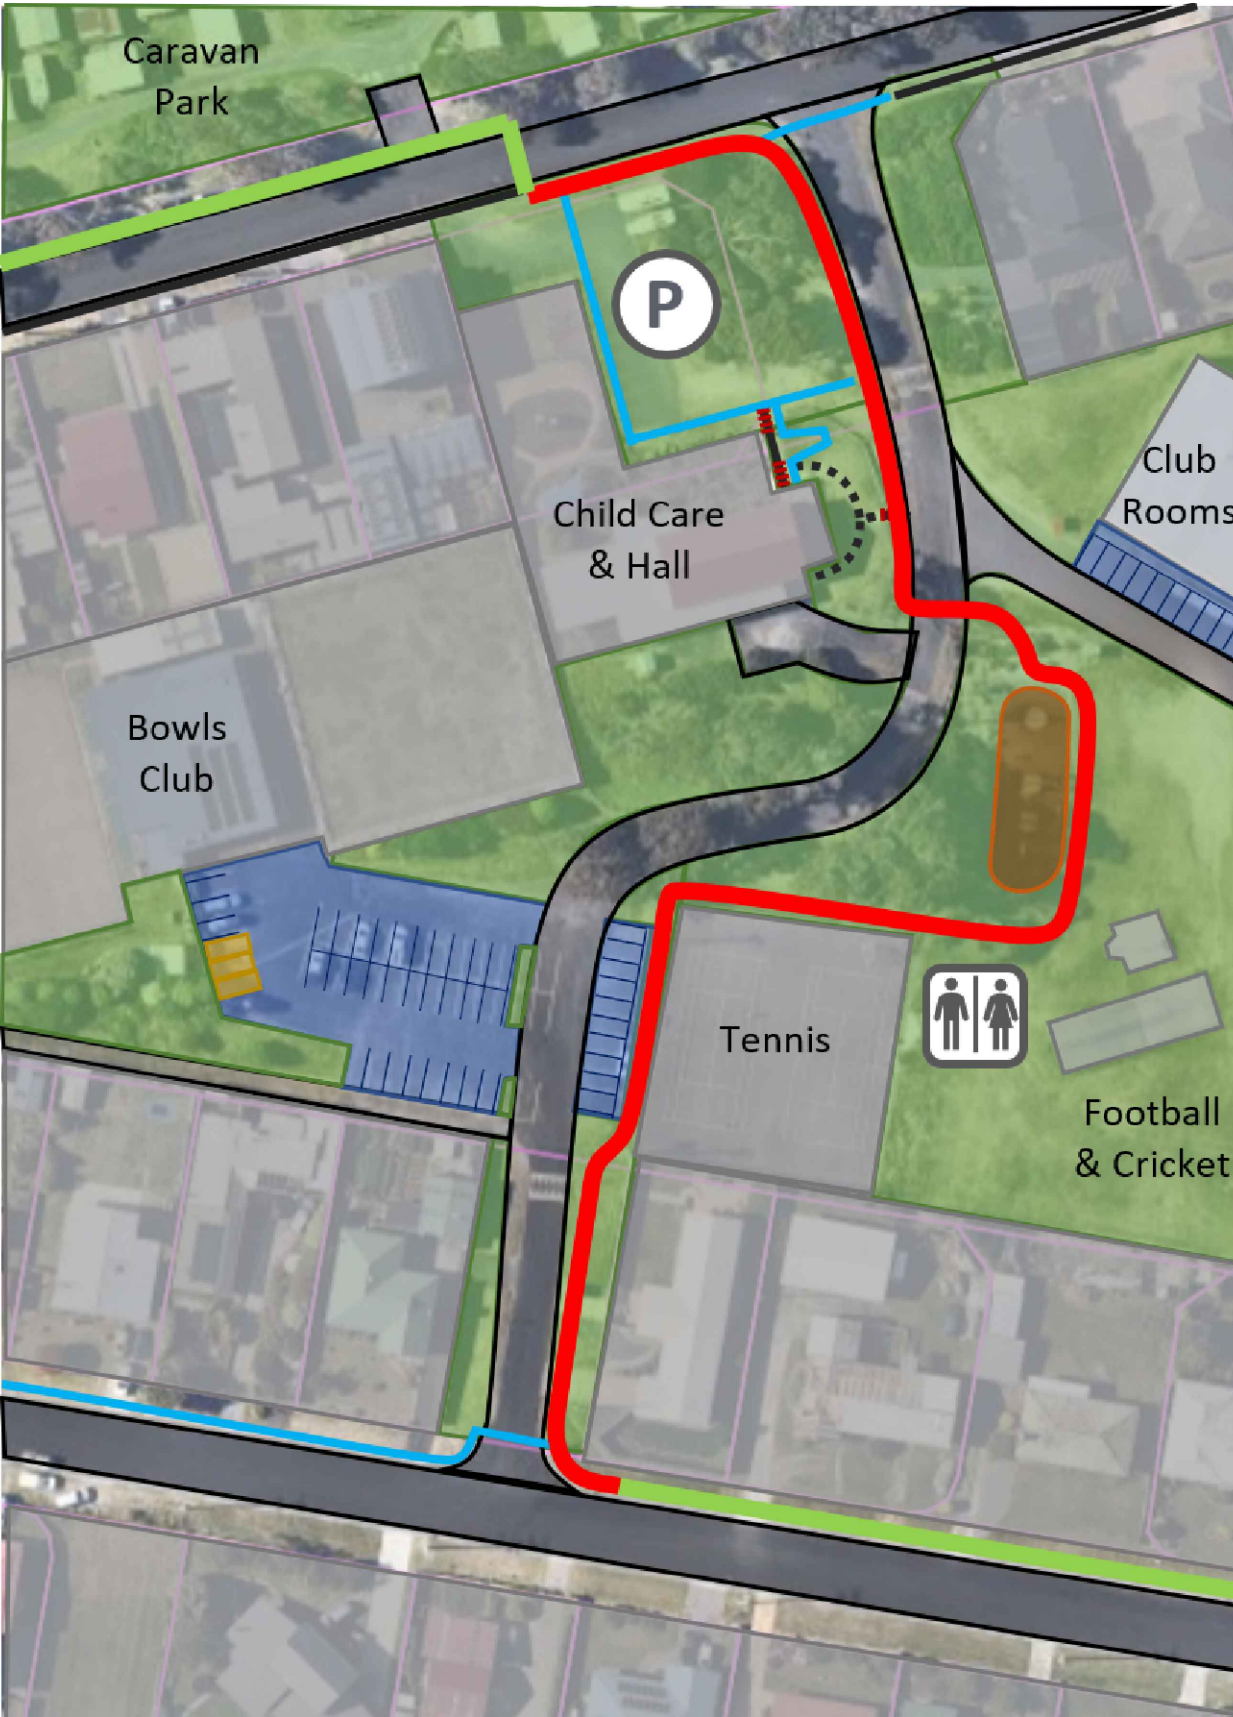 Caravan
Park
P
Club
Rooms
Child Care
& Hall
Bowls
Club
Tennis
Football
& Cricket